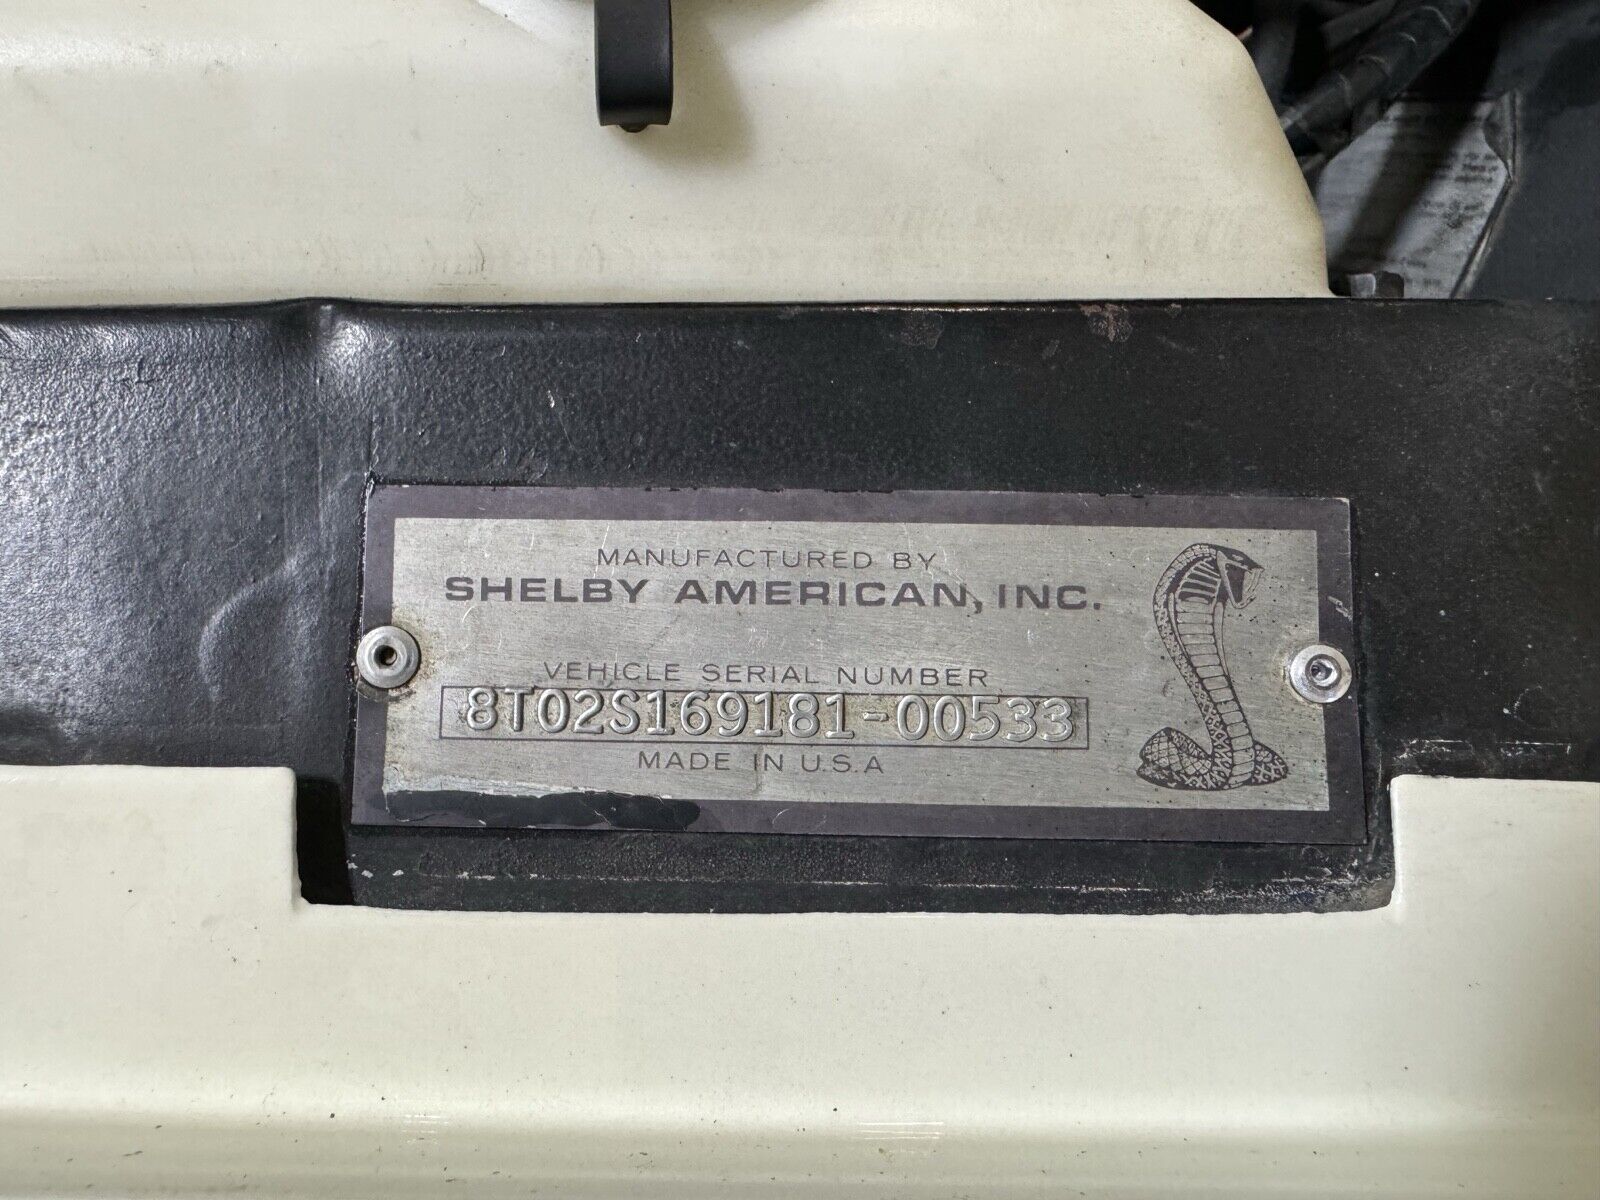 MANUFACTURED BY
SHELBY AMERICAN, INC.
VEHICLE SERIAL NUMBER
8T02S169181-00533
MADE IN U.S.A